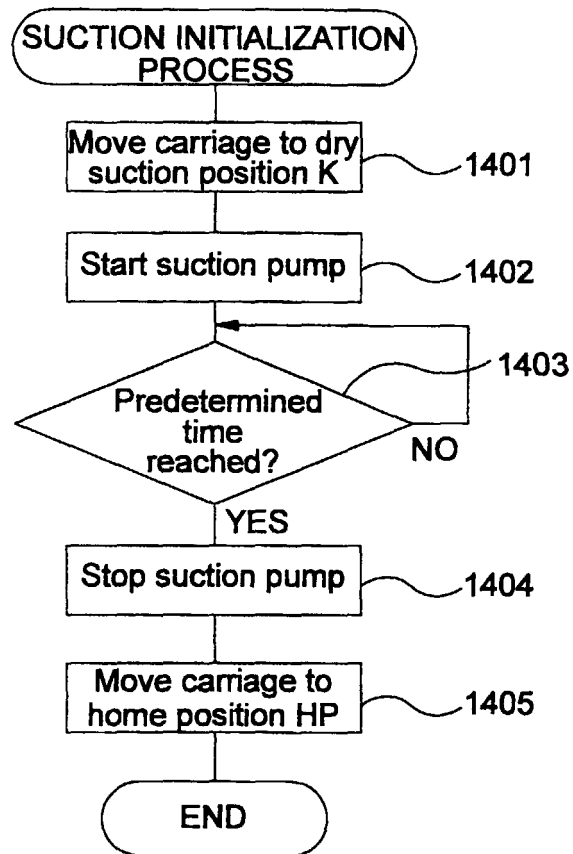 SUCTION INITIALIZATION
PROCESS
Move carriage to dry
suction position K
1401
Start suction pump
1402
1403
Predetermined
time
reached?
NO
YES
Stop suction pump
1404
Move carriage to
home position HP
1405
END